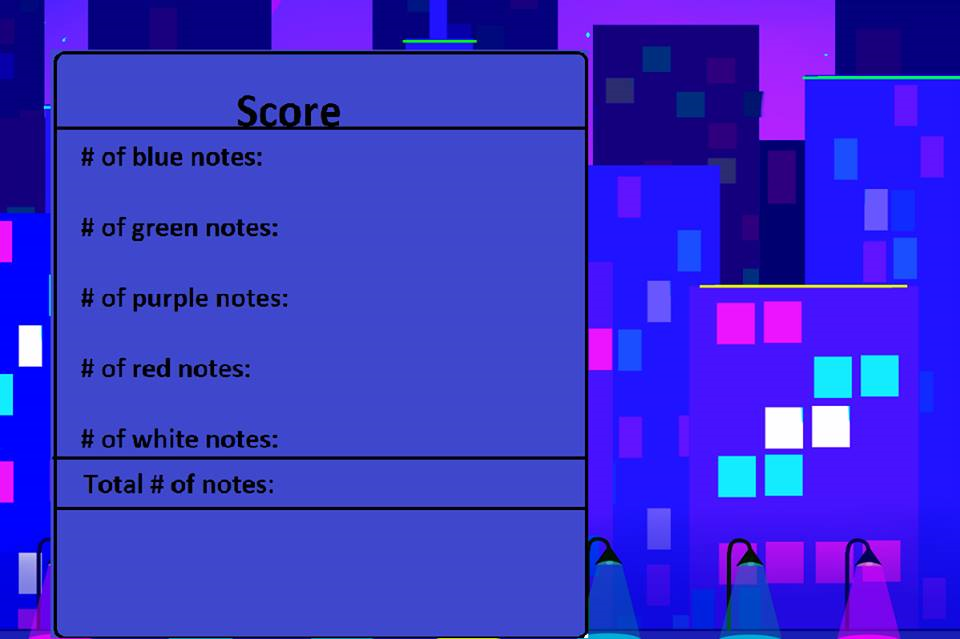 Score
# of blue notes:
# of green notes:
# of purple notes:
# of red notes:
# of white notes:
Total # of notes: